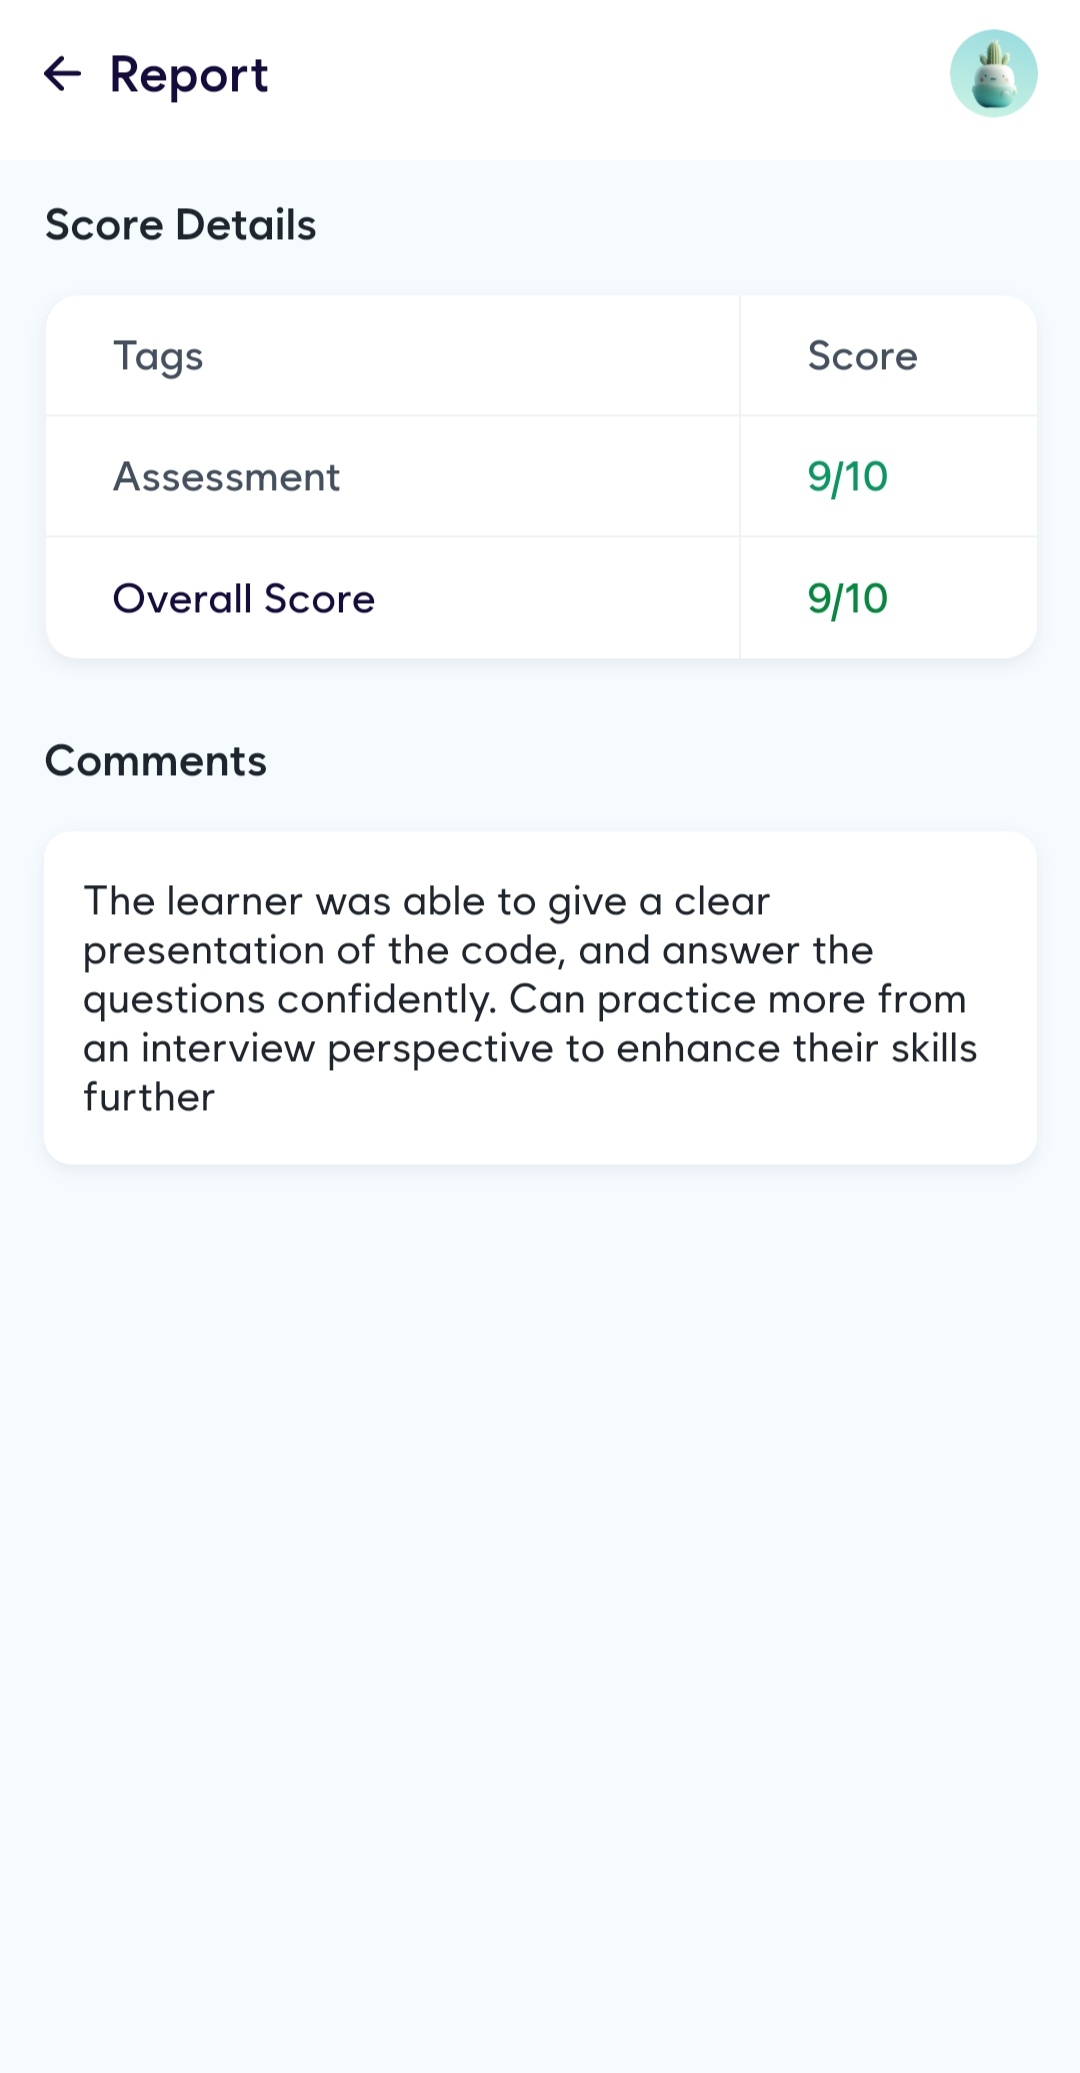 Report
Score Details
Tags Score
Assessment 9/10
Overall Score 9/10
Comments
The learner was able to give a clear
presentation of the code, and answer the
questions confidently. Can practice more from
an interview perspective to enhance their skills
further